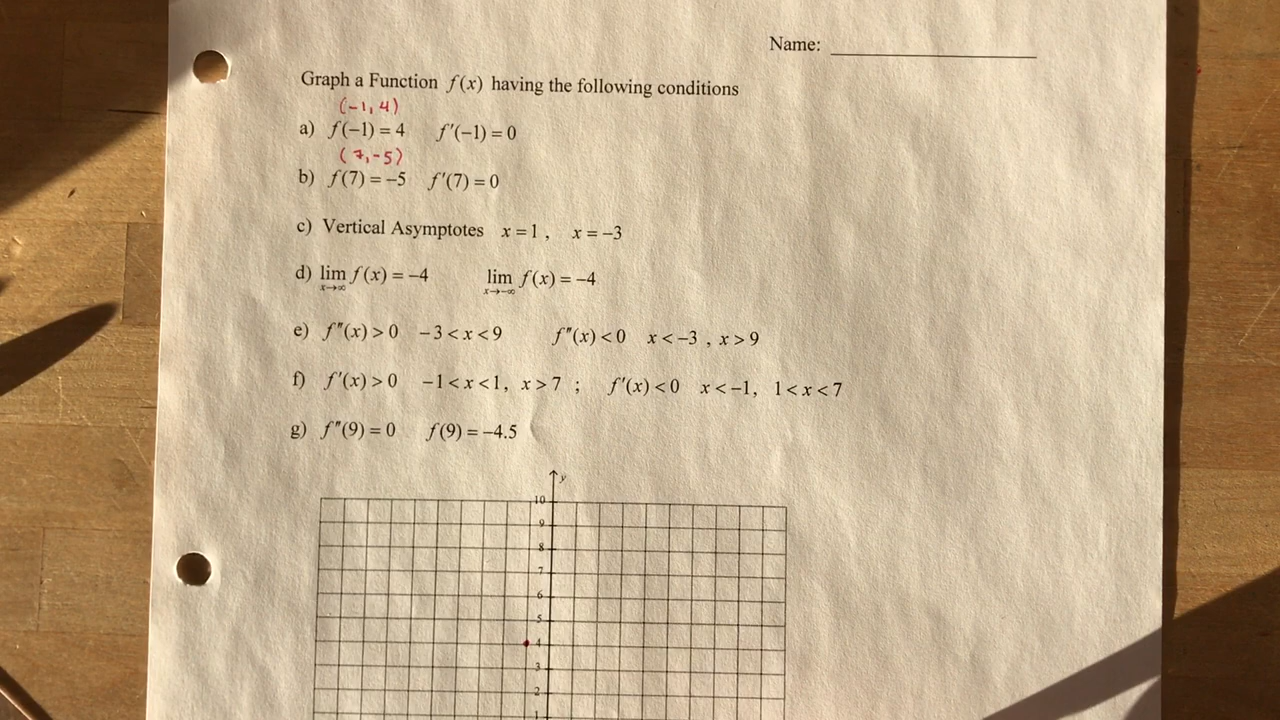 Name: ____________________
Graph a Function f(x) having the following conditions
(-1, 4)
a) f(−1) = 4 f′(−1) = 0
(7, -5)
b) f(7) = −5 f′(7) = 0
c) Vertical Asymptotes x = 1 , x = −3
d) lim x→∞ f(x) = −4 lim x→−∞ f(x) = −4
e) f″(x) > 0 −3 < x < 9 f″(x) < 0 x < −3 , x > 9
f) f′(x) > 0 −1 < x < 1, x > 7 ; f′(x) < 0 x < −1, 1 < x < 7
g) f″(9) = 0 f(9) = −4.5
y
10
9
8
7
6
5
4
3
2
1